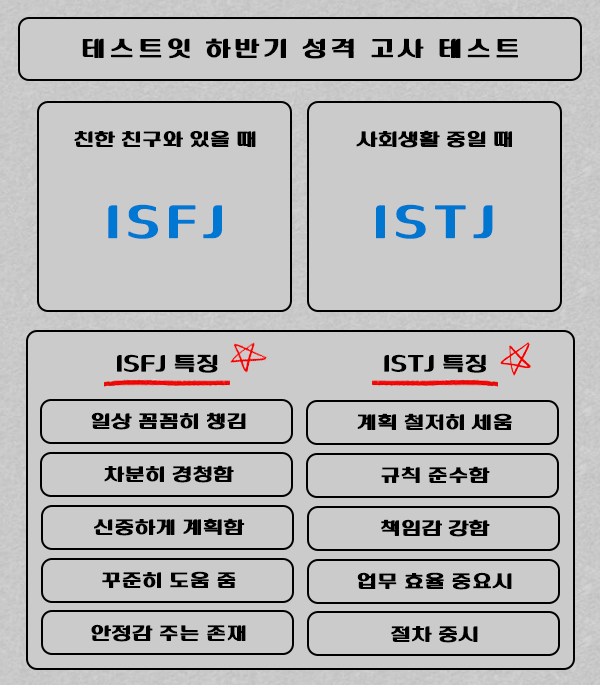 테스트잇 하반기 성격 고사 테스트
친한 친구와 있을 때
ISFJ
사회생활 중일 때
ISTJ
ISFJ 특징
일상 꼼꼼히 챙김
차분히 경청함
신중하게 계획함
꾸준히 도움 줌
안정감 주는 존재
ISTJ 특징
계획 철저히 세움
규칙 준수함
책임감 강함
업무 효율 중요시
절차 중시